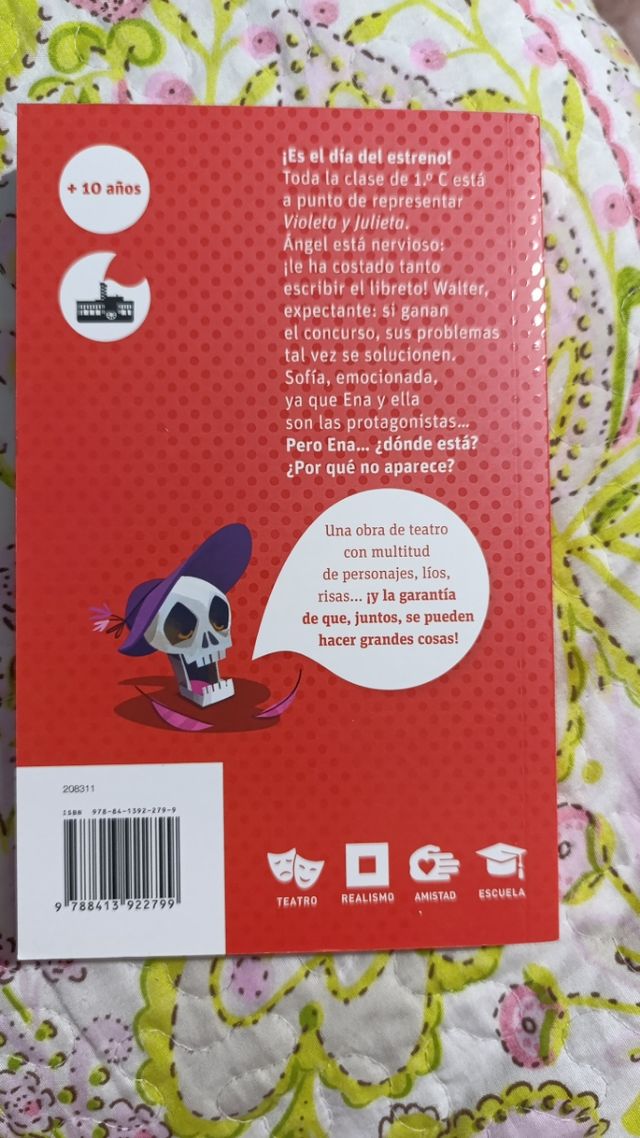 + 10 años
¡Es el día del estreno!
Toda la clase de 1.º C está
a punto de representar
Violeta y Julieta.
Ángel está nervioso:
¡le ha costado tanto
escribir el libreto! Walter,
expectante: si ganan
el concurso, sus problemas
tal vez se solucionen.
Sofía, emocionada,
ya que Ena y ella
son las protagonistas...
Pero Ena... ¿dónde está?
¿Por qué no aparece?
Una obra de teatro
con multitud
de personajes, líos,
risas... ¡y la garantía
de que, juntos, se pueden
hacer grandes cosas!
208311
ISBN 978-84-1392-279-9
9 788413 922799
TEATRO
REALISMO
AMISTAD
ESCUELA